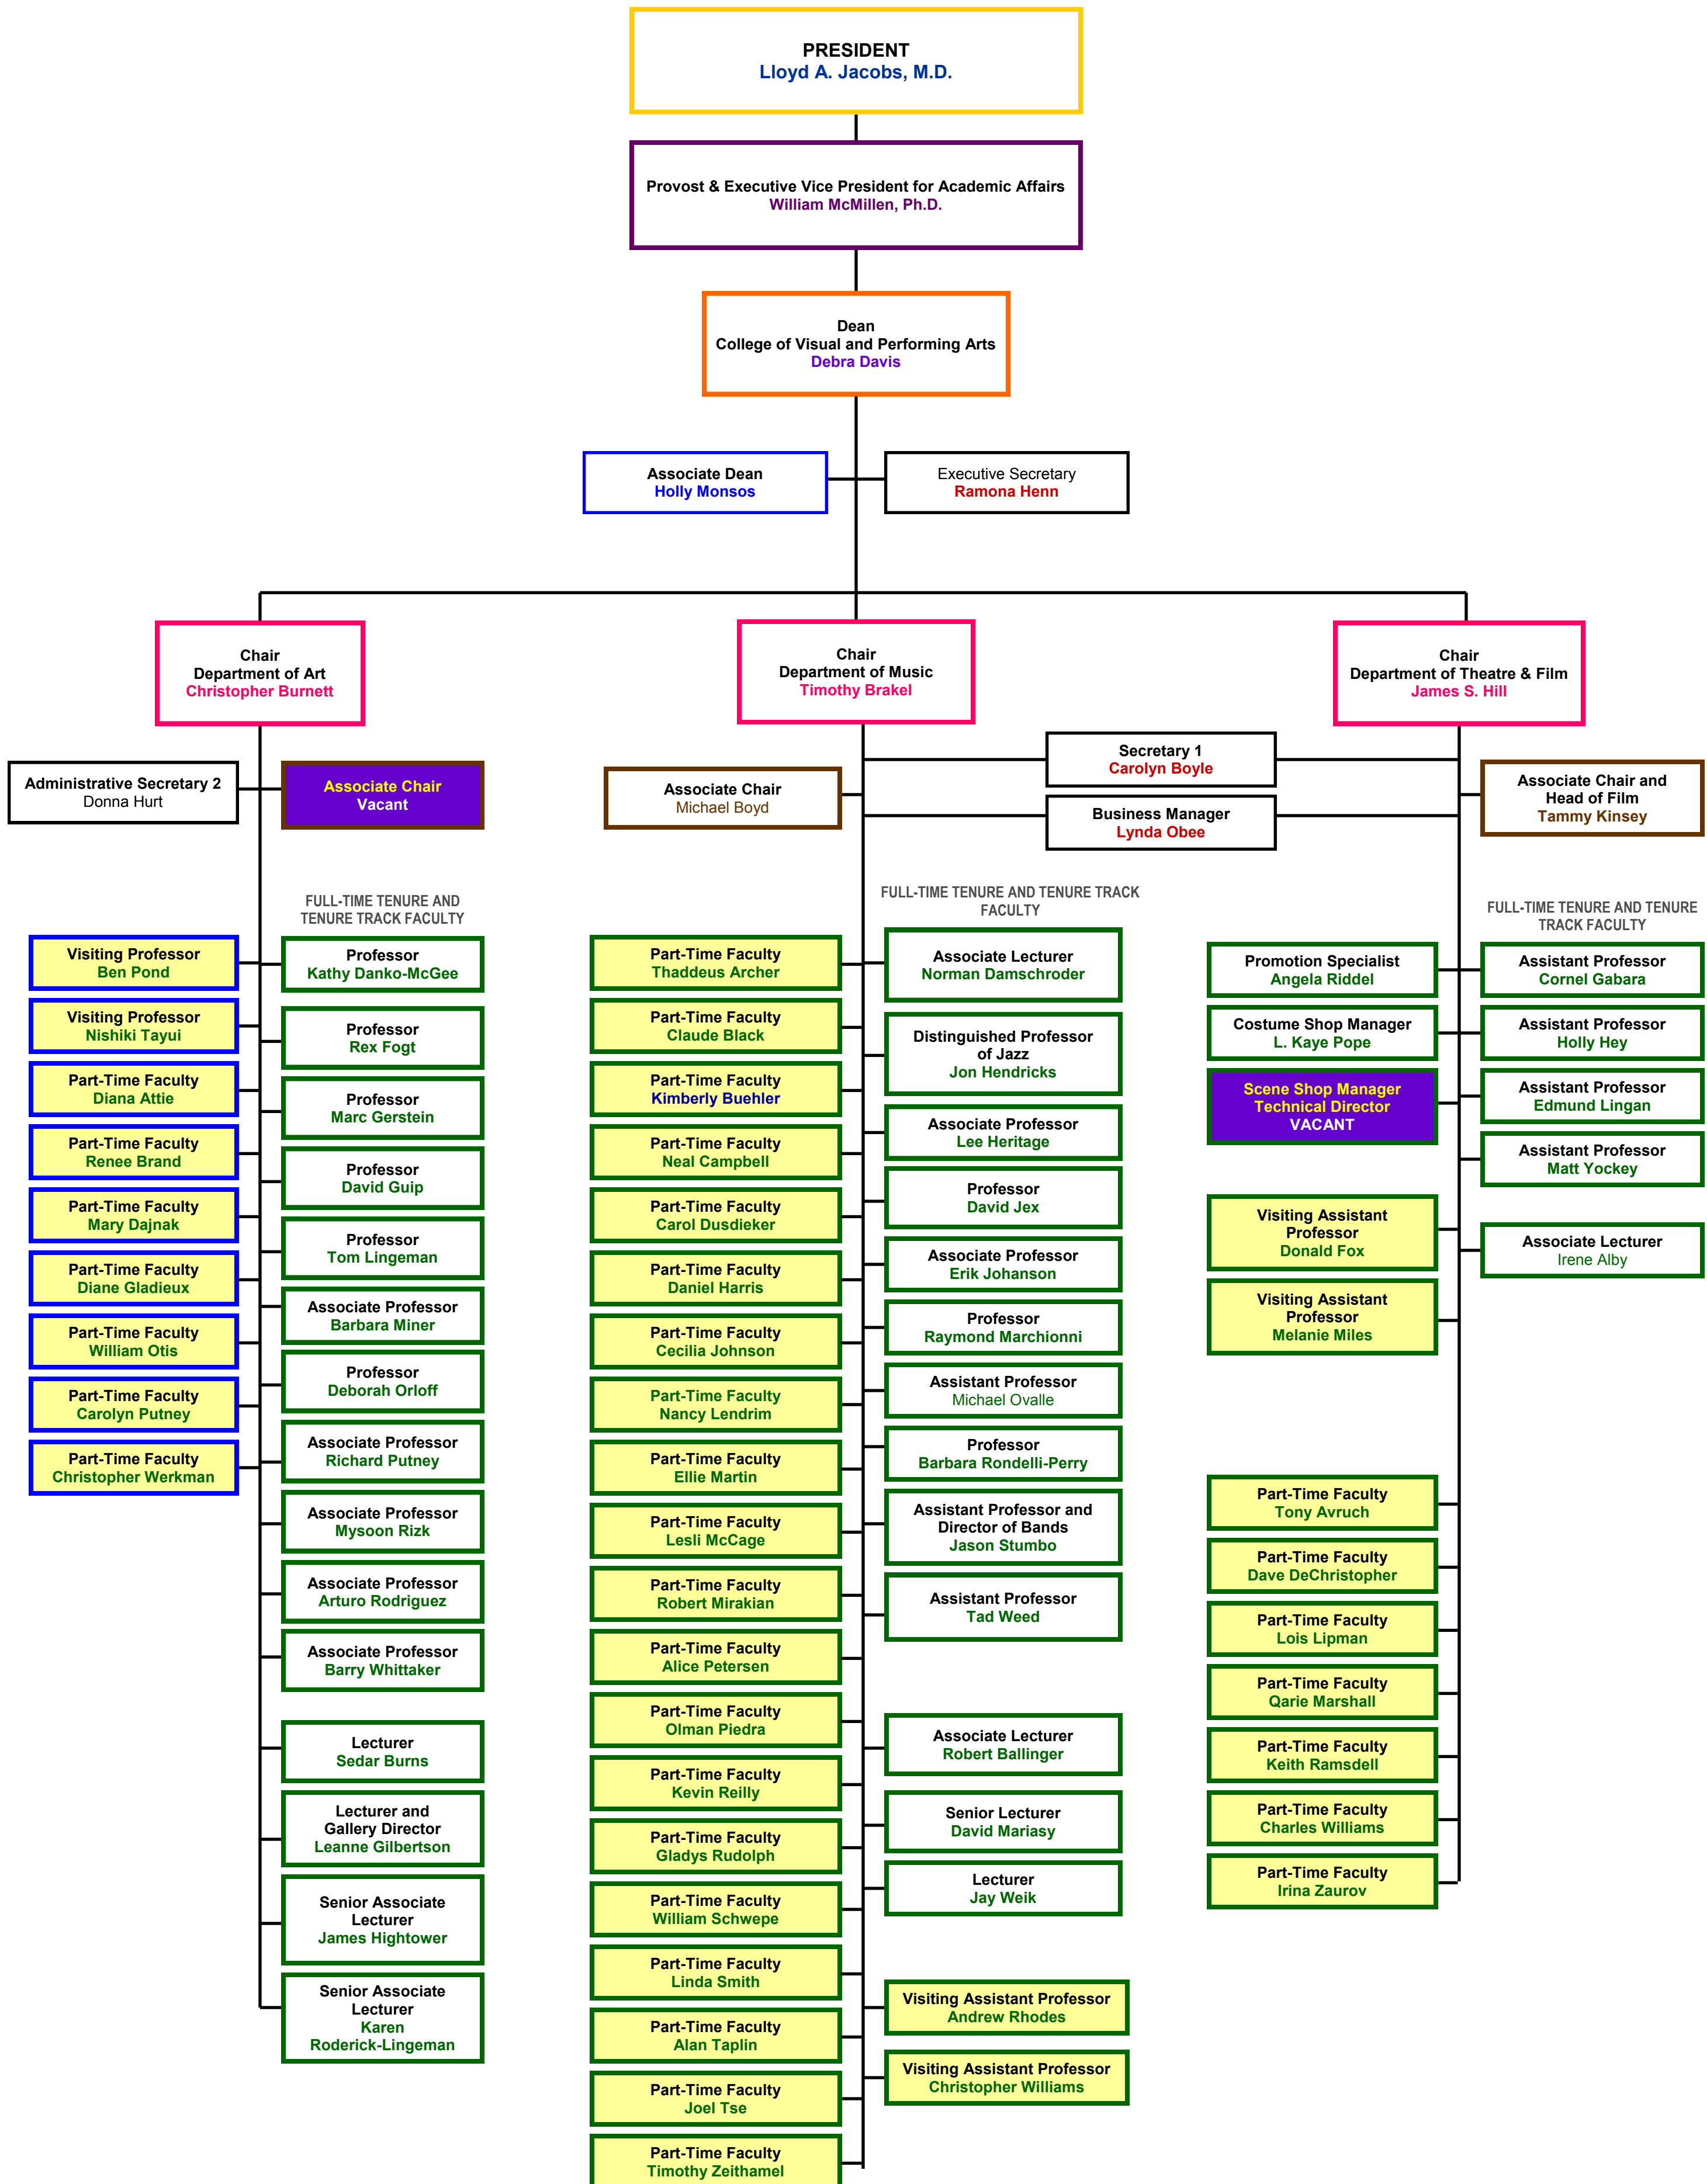 PRESIDENT
Lloyd A. Jacobs, M.D.
Provost & Executive Vice President for Academic Affairs
William McMillen, Ph.D.
Dean
College of Visual and Performing Arts
Debra Davis
Associate Dean
Holly Monsos
Executive Secretary
Ramona Henn
Chair
Department of Art
Christopher Burnett
Administrative Secretary 2
Donna Hurt
Associate Chair
Vacant
FULL-TIME TENURE AND
TENURE TRACK FACULTY
Visiting Professor
Ben Pond
Visiting Professor
Nishiki Tayui
Part-Time Faculty
Diana Attie
Part-Time Faculty
Renee Brand
Part-Time Faculty
Mary Dajnak
Part-Time Faculty
Diane Gladieux
Part-Time Faculty
William Otis
Part-Time Faculty
Carolyn Putney
Part-Time Faculty
Christopher Werkman
Professor
Kathy Danko-McGee
Professor
Rex Fogt
Professor
Marc Gerstein
Professor
David Guip
Professor
Tom Lingeman
Associate Professor
Barbara Miner
Professor
Deborah Orloff
Associate Professor
Richard Putney
Associate Professor
Mysoon Rizk
Associate Professor
Arturo Rodriguez
Associate Professor
Barry Whittaker
Lecturer
Sedar Burns
Lecturer and
Gallery Director
Leanne Gilbertson
Senior Associate
Lecturer
James Hightower
Senior Associate
Lecturer
Karen
Roderick-Lingeman
Chair
Department of Music
Timothy Brakel
Associate Chair
Michael Boyd
Secretary 1
Carolyn Boyle
Business Manager
Lynda Obee
FULL-TIME TENURE AND TENURE TRACK
FACULTY
Part-Time Faculty
Thaddeus Archer
Part-Time Faculty
Claude Black
Part-Time Faculty
Kimberly Buehler
Part-Time Faculty
Neal Campbell
Part-Time Faculty
Carol Dusdieker
Part-Time Faculty
Daniel Harris
Part-Time Faculty
Cecilia Johnson
Part-Time Faculty
Nancy Lendrim
Part-Time Faculty
Ellie Martin
Part-Time Faculty
Lesli McCage
Part-Time Faculty
Robert Mirakian
Part-Time Faculty
Alice Petersen
Part-Time Faculty
Olman Piedra
Part-Time Faculty
Kevin Reilly
Part-Time Faculty
Gladys Rudolph
Part-Time Faculty
William Schwepe
Part-Time Faculty
Linda Smith
Part-Time Faculty
Alan Taplin
Part-Time Faculty
Joel Tse
Part-Time Faculty
Timothy Zeithamel
Associate Lecturer
Norman Damschroder
Distinguished Professor
of Jazz
Jon Hendricks
Associate Professor
Lee Heritage
Professor
David Jex
Associate Professor
Erik Johanson
Professor
Raymond Marchionni
Assistant Professor
Michael Ovalle
Professor
Barbara Rondelli-Perry
Assistant Professor and
Director of Bands
Jason Stumbo
Assistant Professor
Tad Weed
Associate Lecturer
Robert Ballinger
Senior Lecturer
David Mariasy
Lecturer
Jay Weik
Visiting Assistant Professor
Andrew Rhodes
Visiting Assistant Professor
Christopher Williams
Chair
Department of Theatre & Film
James S. Hill
Associate Chair and
Head of Film
Tammy Kinsey
FULL-TIME TENURE AND TENURE
TRACK FACULTY
Promotion Specialist
Angela Riddel
Costume Shop Manager
L. Kaye Pope
Scene Shop Manager
Technical Director
VACANT
Visiting Assistant
Professor
Donald Fox
Visiting Assistant
Professor
Melanie Miles
Part-Time Faculty
Tony Avruch
Part-Time Faculty
Dave DeChristopher
Part-Time Faculty
Lois Lipman
Part-Time Faculty
Qarie Marshall
Part-Time Faculty
Keith Ramsdell
Part-Time Faculty
Charles Williams
Part-Time Faculty
Irina Zaurov
Assistant Professor
Cornel Gabara
Assistant Professor
Holly Hey
Assistant Professor
Edmund Lingan
Assistant Professor
Matt Yockey
Associate Lecturer
Irene Alby